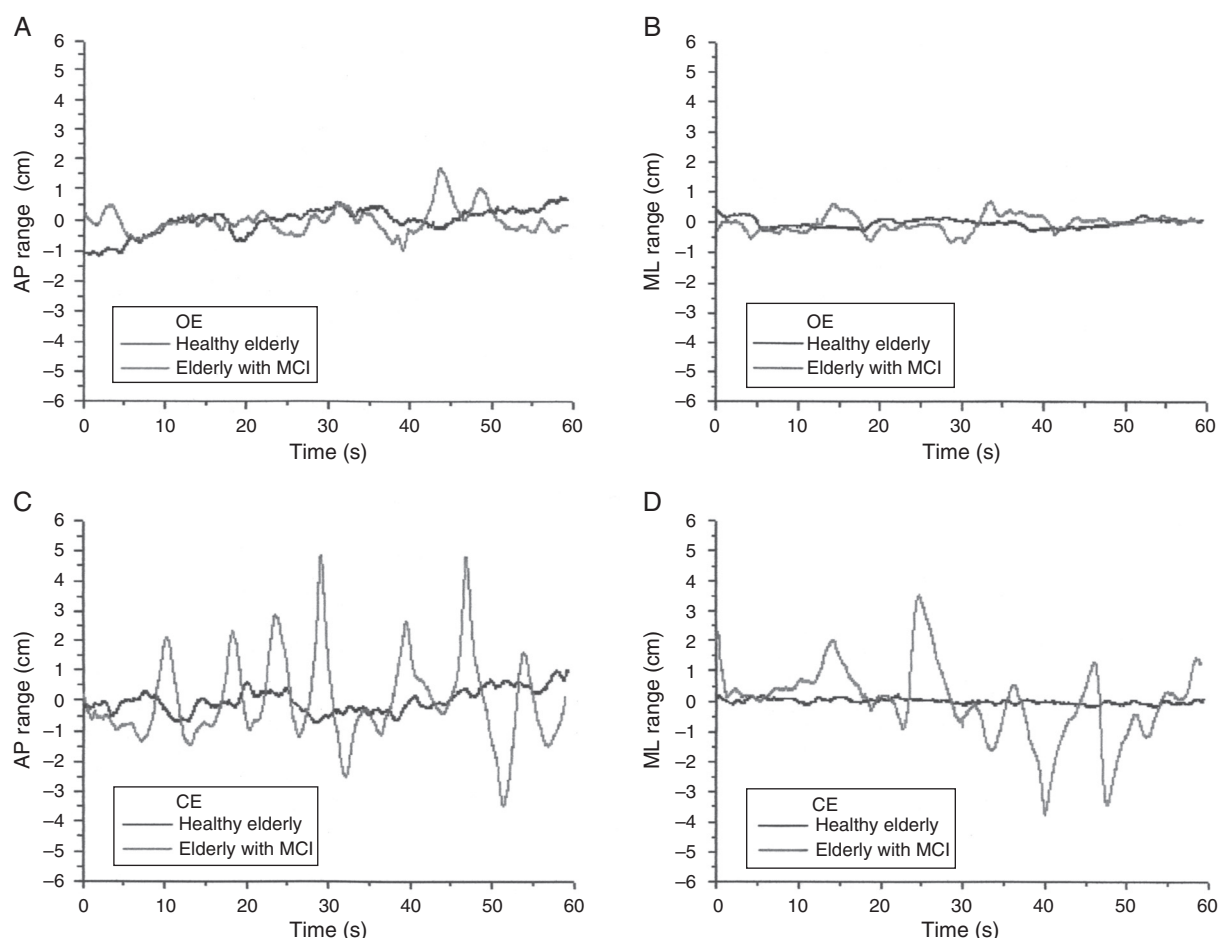 A
AP range (cm)
6
5
4
3
2
1
0
–1
–2
–3
–4
–5
–6
OE
Healthy elderly
Elderly with MCI
0 10 20 30 40 50 60
Time (s)
B
ML range (cm)
6
5
4
3
2
1
0
–1
–2
–3
–4
–5
–6
OE
Healthy elderly
Elderly with MCI
0 10 20 30 40 50 60
Time (s)
C
AP range (cm)
6
5
4
3
2
1
0
–1
–2
–3
–4
–5
–6
CE
Healthy elderly
Elderly with MCI
0 10 20 30 40 50 60
Time (s)
D
ML range (cm)
6
5
4
3
2
1
0
–1
–2
–3
–4
–5
–6
CE
Healthy elderly
Elderly with MCI
0 10 20 30 40 50 60
Time (s)